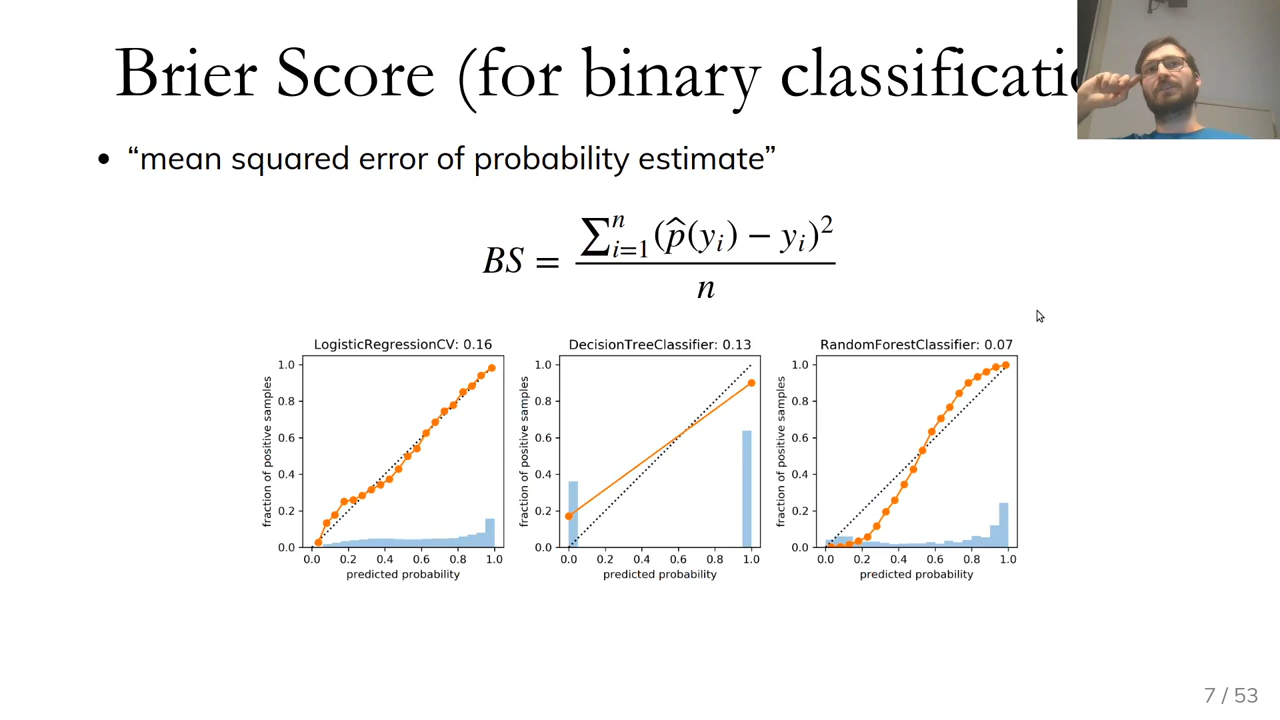 Brier Score (for binary classificatio
• “mean squared error of probability estimate”
BS = \frac{\sum_{i=1}^{n} (\widehat{p}(y_i) − y_i)^2}{n}
LogisticRegressionCV: 0.16
1.0
0.8
0.6
0.4
0.2
0.0
fraction of positive samples
0.0 0.2 0.4 0.6 0.8 1.0
predicted probability
DecisionTreeClassifier: 0.13
1.0
0.8
0.6
0.4
0.2
0.0
fraction of positive samples
0.0 0.2 0.4 0.6 0.8 1.0
predicted probability
RandomForestClassifier: 0.07
1.0
0.8
0.6
0.4
0.2
0.0
fraction of positive samples
0.0 0.2 0.4 0.6 0.8 1.0
predicted probability
7 / 53